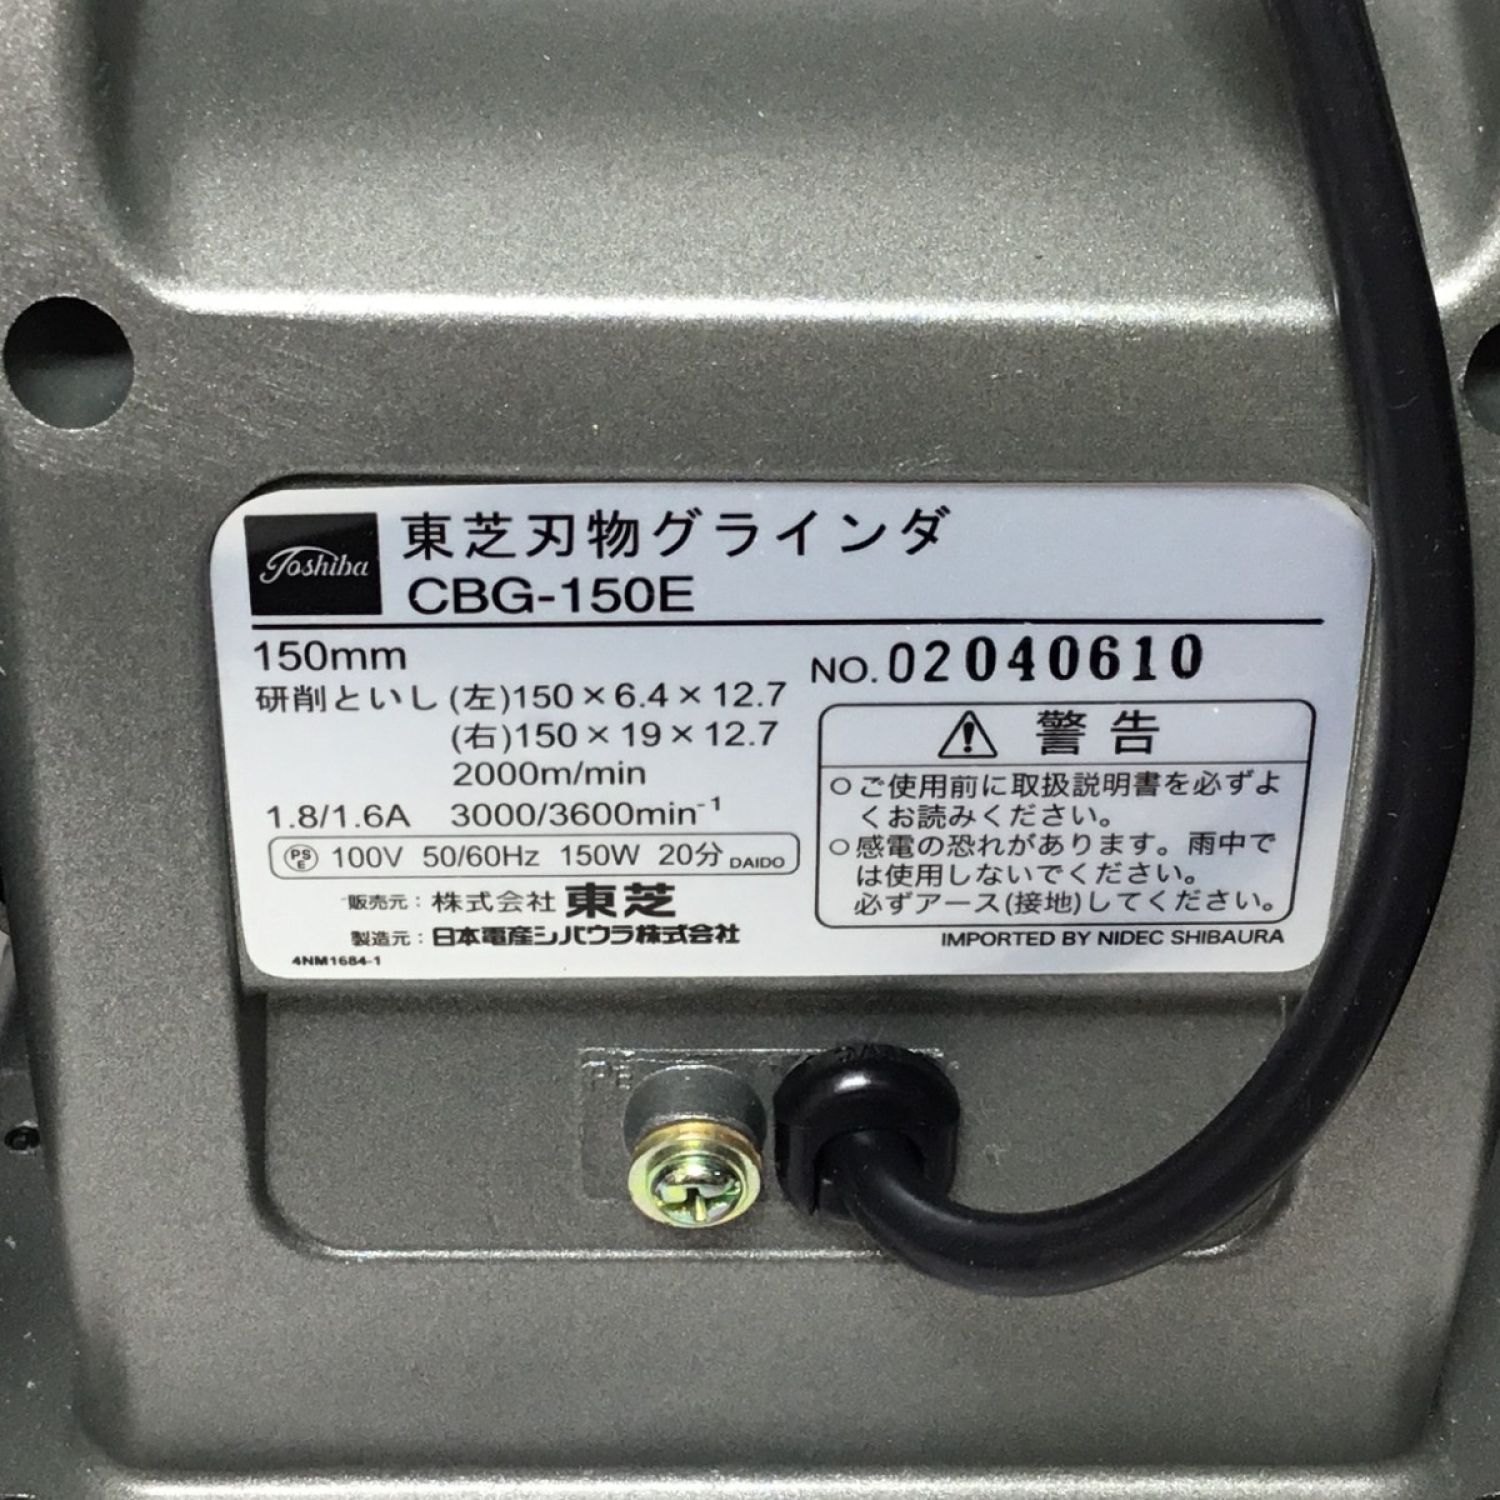 Toshiba
東芝刃物グラインダ
CBG-150E
150mm
NO. 02040610
研削といし (左)150×6.4×12.7
(右)150×19×12.7
2000m/min
1.8/1.6A 3000/3600min⁻¹
PS E 100V 50/60Hz 150W 20分 DAIDO
販売元：株式会社 東芝
製造元：日本電産シバウラ株式会社
4NM1684-1
警告
○ご使用前に取扱説明書を必ずよ
くお読みください。
○感電の恐れがあります。雨中で
は使用しないでください。
必ずアース(接地)してください。
IMPORTED BY NIDEC SHIBAURA
PE